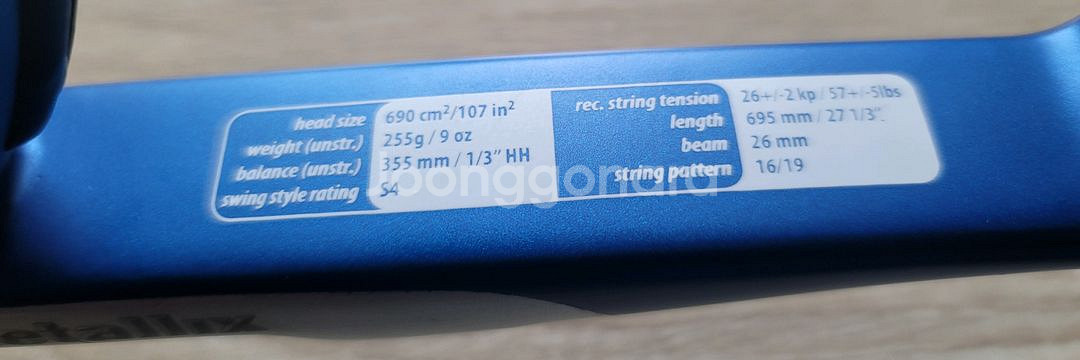 head size 690 cm²/107 in²
weight (unstr.) 255g / 9 oz
balance (unstr.) 355 mm / 1/3" HH
swing style rating S4
rec. string tension 26+/-2 kp / 57+/-5lbs
length 695 mm / 27 1/3"
beam 26 mm
string pattern 16/19
Joonggonara
etallix